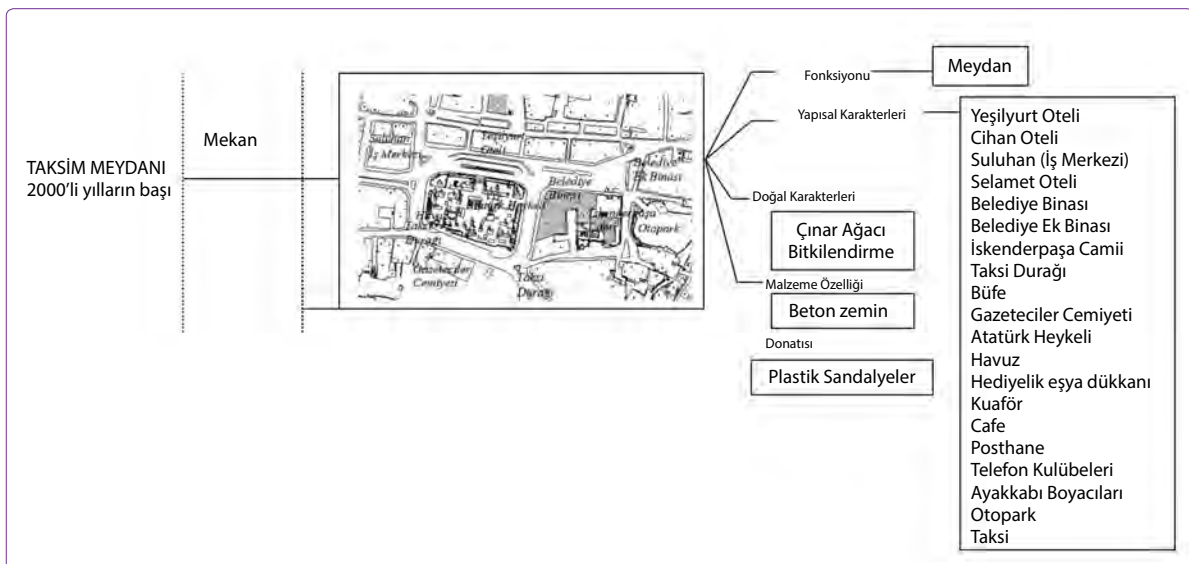 TAKSİM MEYDANI
2000'li yılların başı
Mekan
Suluhan
İş Merkezi
Yeşilyurt
Oteli
Belediye
Ek Binası
Belediye
Binası
Otopark
Gazeteciler
Cemiyezi
Taksi
Durağı
Fonksiyonu
Meydan
Yapısal Karakterleri
Yeşilyurt Oteli
Cihan Oteli
Suluhan (İş Merkezi)
Selamet Oteli
Belediye Binası
Belediye Ek Binası
İskenderpaşa Camii
Taksi Durağı
Büfe
Gazeteciler Cemiyeti
Atatürk Heykeli
Havuz
Hediyelik eşya dükkanı
Kuaför
Cafe
Posthane
Telefon Kulübeleri
Ayakkabı Boyacıları
Otopark
Taksi
Doğal Karakterleri
Çınar Ağacı
Bitkilendirme
Malzeme Özelliği
Beton zemin
Donatısı
Plastik Sandalyeler